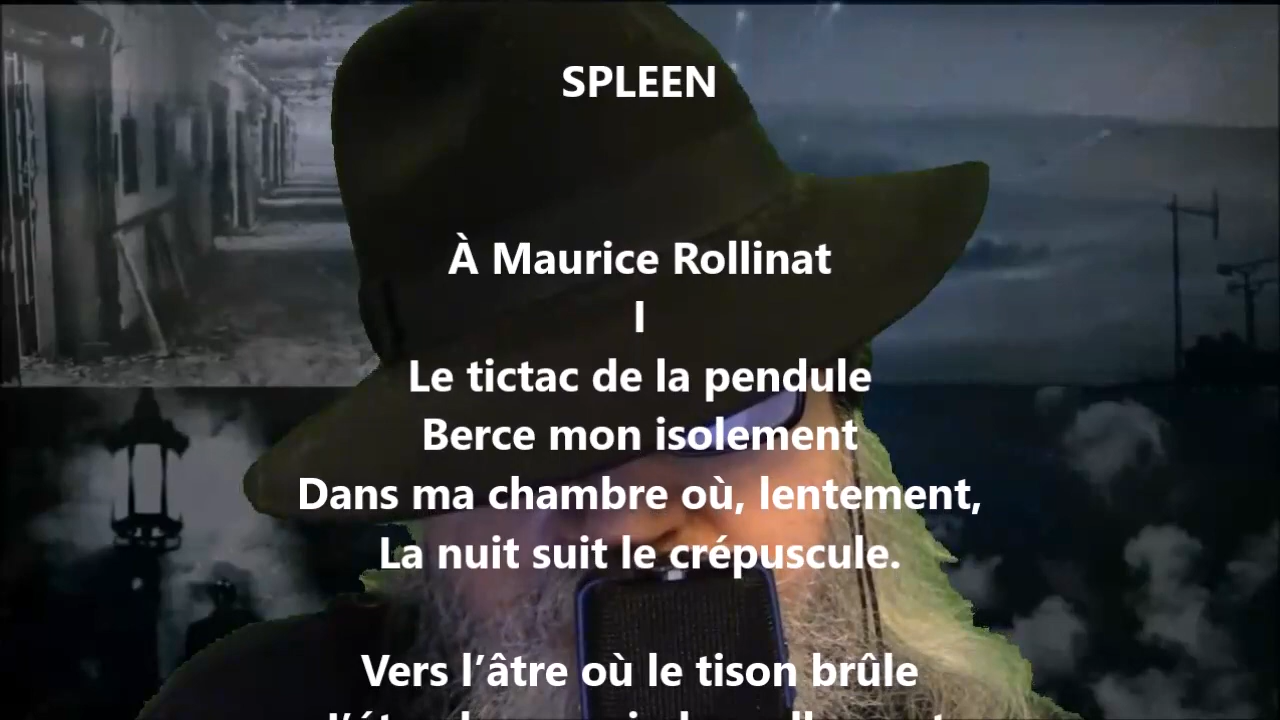 SPLEEN
À Maurice Rollinat
I
Le tictac de la pendule
Berce mon isolement
Dans ma chambre où, lentement,
La nuit suit le crépuscule.
Vers l’âtre où le tison brûle